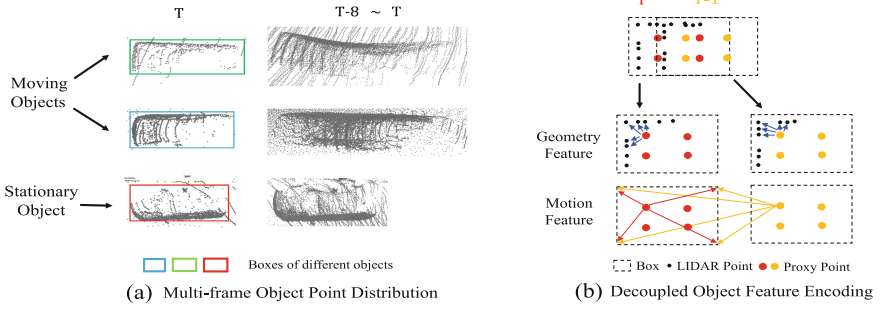 T
T-8 ~ T
Moving
Objects
Stationary
Object
Boxes of different objects
(a) Multi-frame Object Point Distribution
Geometry
Feature
Motion
Feature
Box
LIDAR Point
Proxy Point
(b) Decoupled Object Feature Encoding